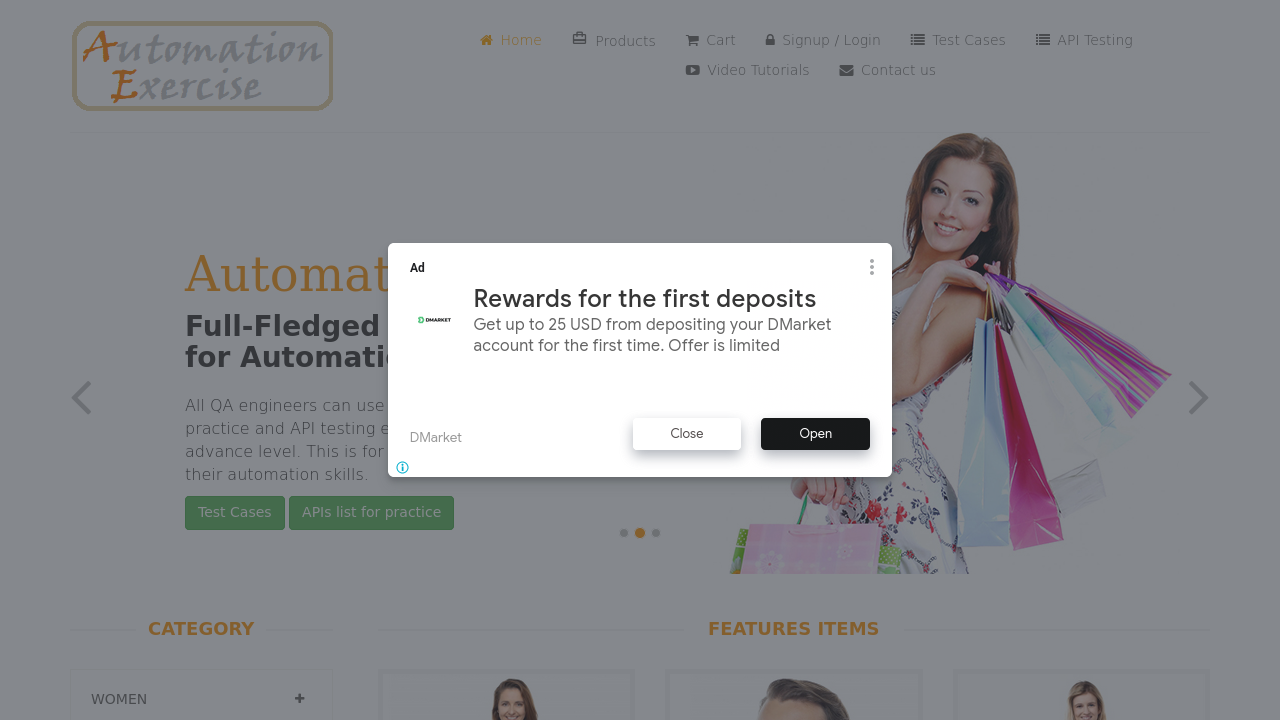 Automation
Exercise
Home
Products
Cart
Signup / Login
Test Cases
API Testing
Video Tutorials
Contact us
Automat
Full-Fledged
for Automati
All QA engineers can use
practice and API testing
advance level. This is for
their automation skills.
Test Cases
APIs list for practice
Ad
DMARKET
Rewards for the first deposits
Get up to 25 USD from depositing your DMarket
account for the first time. Offer is limited
DMarket
Close
Open
CATEGORY
FEATURES ITEMS
WOMEN